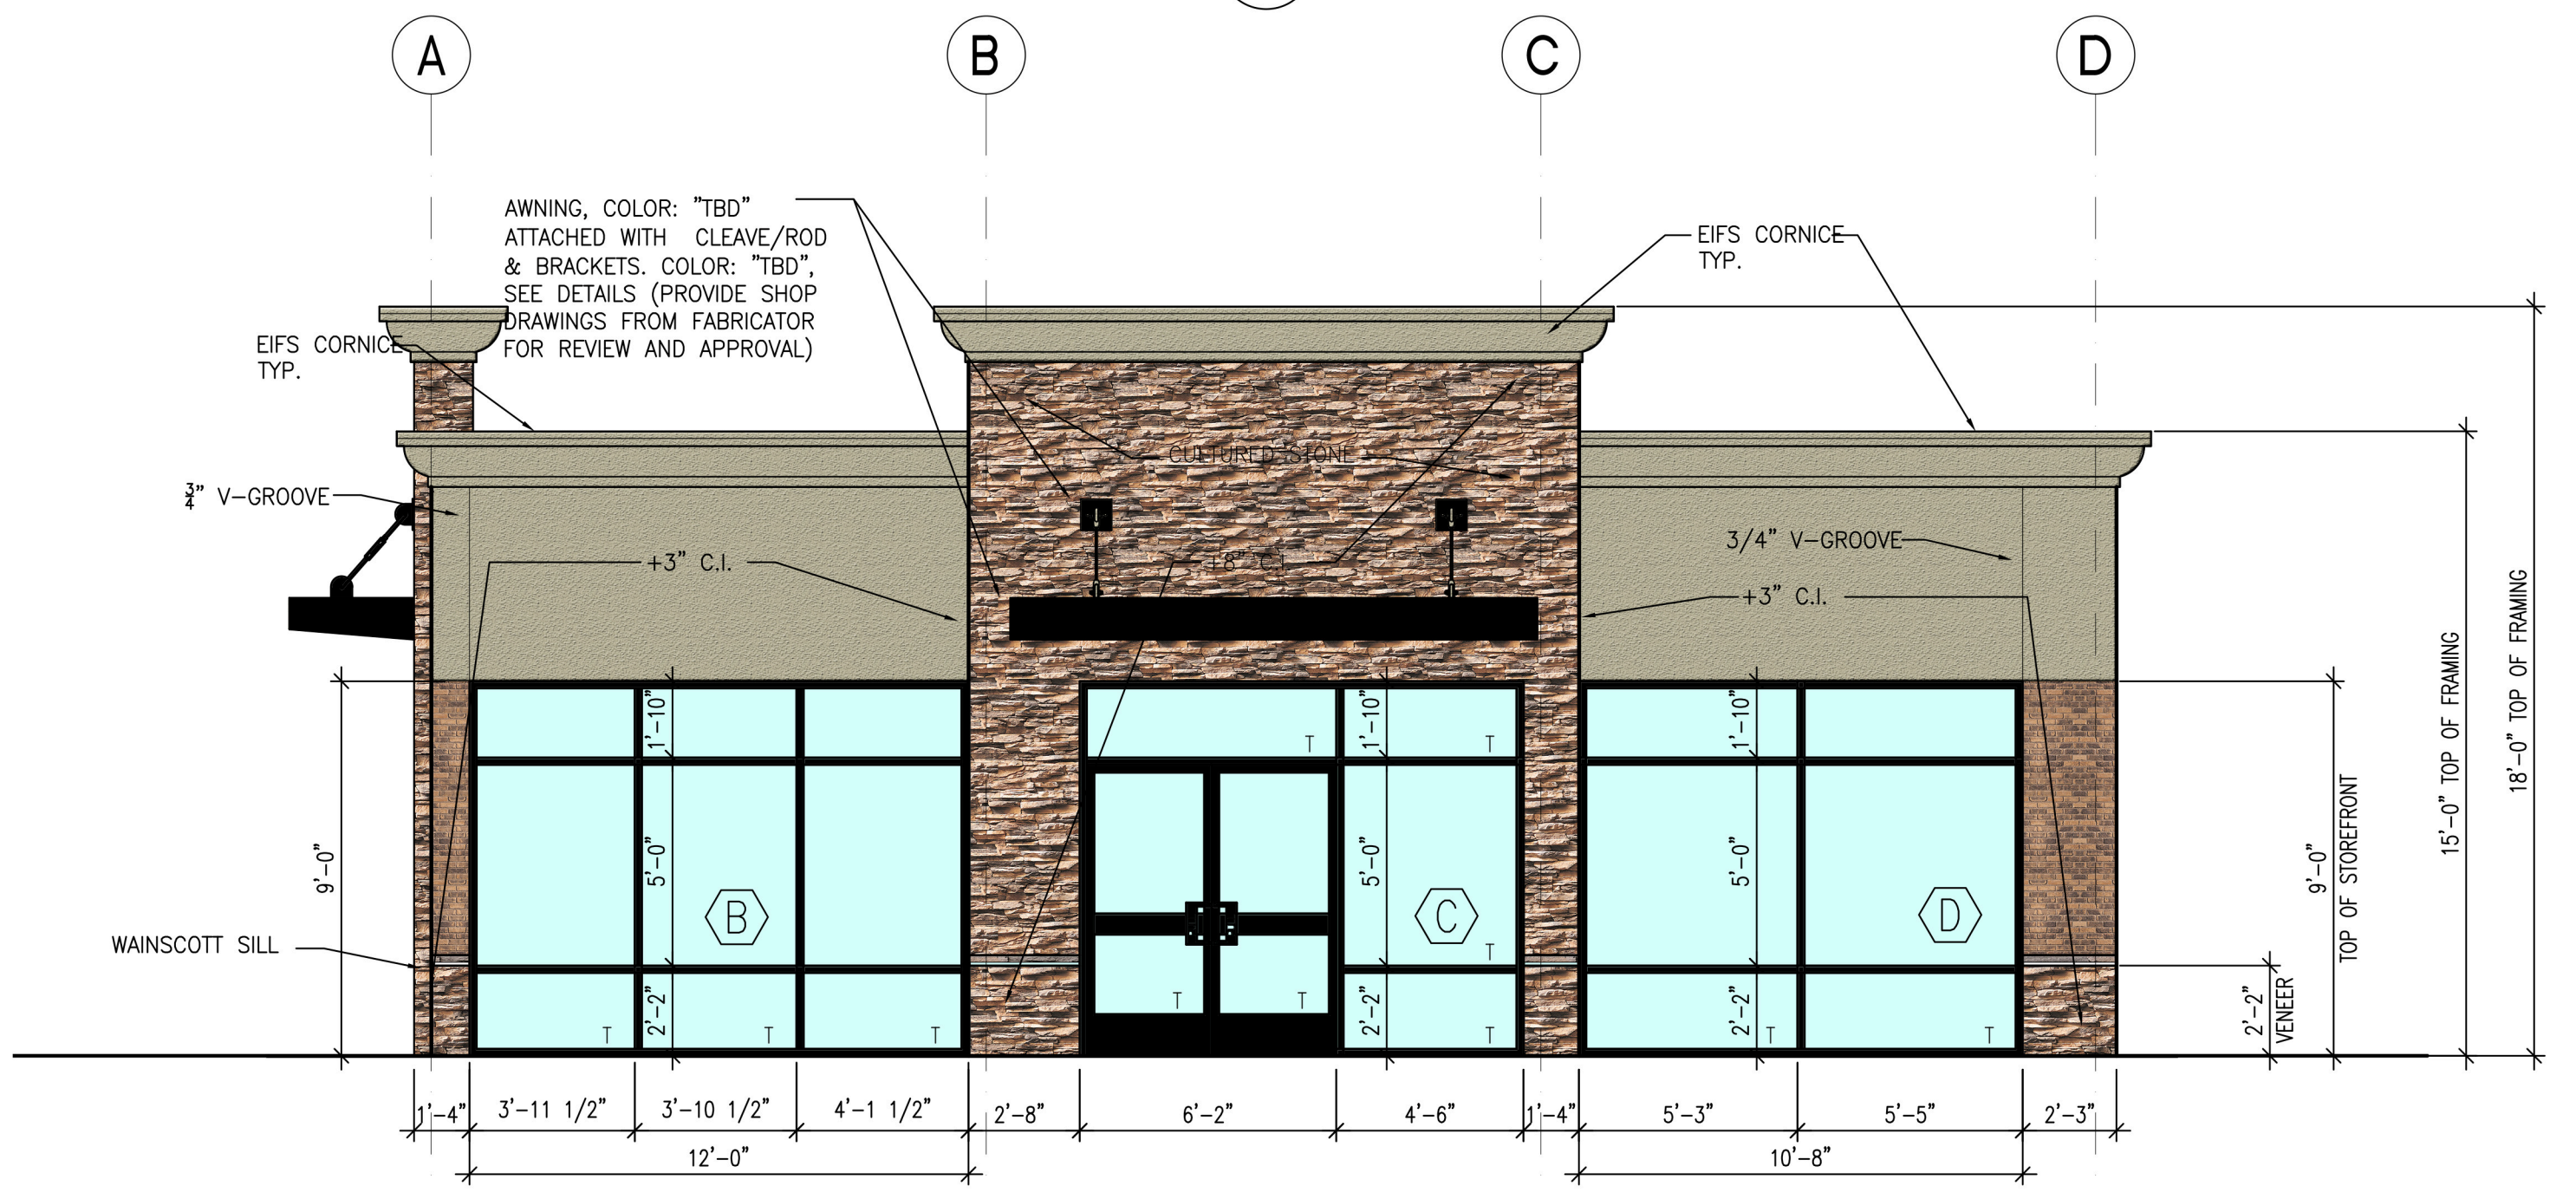 A
B
C
D
AWNING, COLOR: "TBD"
ATTACHED WITH CLEAVE/ROD
& BRACKETS. COLOR: "TBD",
SEE DETAILS (PROVIDE SHOP
DRAWINGS FROM FABRICATOR
FOR REVIEW AND APPROVAL)
EIFS CORNICE
TYP.
EIFS CORNICE
TYP.
CULTURED STONE
3/4" V-GROOVE
3/4" V-GROOVE
+3" C.I.
+8" C.I.
+3" C.I.
15'-0" TOP OF FRAMING
18'-0" TOP OF FRAMING
1'-10"
1'-10"
1'-10"
T
T
9'-0"
5'-0"
5'-0"
5'-0"
9'-0"
TOP OF STOREFRONT
B
C
D
WAINSCOTT SILL
T
T
T
2'-2"
2'-2"
2'-2"
2'-2"
VENEER
T
T
T
T
T
T
1'-4"
3'-11 1/2"
3'-10 1/2"
4'-1 1/2"
2'-8"
6'-2"
4'-6"
1'-4"
5'-3"
5'-5"
2'-3"
12'-0"
10'-8"